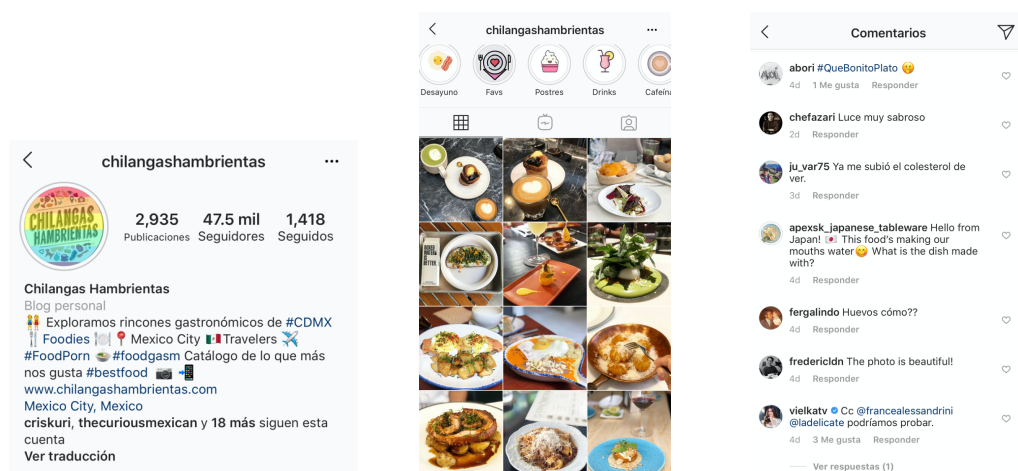 chilangashambrientas
CHILANGAS
HAMBRIENTAS
2,935 47.5 mil 1,418
Publicaciones Seguidores Seguidos
Chilangas Hambrientas
Blog personal
👭 Exploramos rincones gastronómicos de #CDMX
🍴 Foodies 🍽️📍Mexico City 🇲🇽Travelers ✈️
#FoodPorn 🍲#foodgasm Catálogo de lo que más
nos gusta #bestfood 📷 📲
www.chilangashambrientas.com
Mexico City, Mexico
criskuri, thecuriousmexican y 18 más siguen esta
cuenta
Ver traducción
chilangashambrientas
Desayuno Favs Postres Drinks Cafeína
Comentarios
abori #QueBonitoPlato 😋
4d 1 Me gusta Responder
chefazari Luce muy sabroso
2d Responder
ju_var75 Ya me subió el colesterol de
ver.
3d Responder
apexsk_japanese_tableware Hello from
Japan! 🇯🇵 This food's making our
mouths water😋 What is the dish made
with?
4d Responder
fergalindo Huevos cómo??
4d Responder
fredericldn The photo is beautiful!
4d Responder
vielkatv Cc @francealessandrini
@ladelicate podríamos probar.
4d 3 Me gusta Responder
Ver respuestas (1)